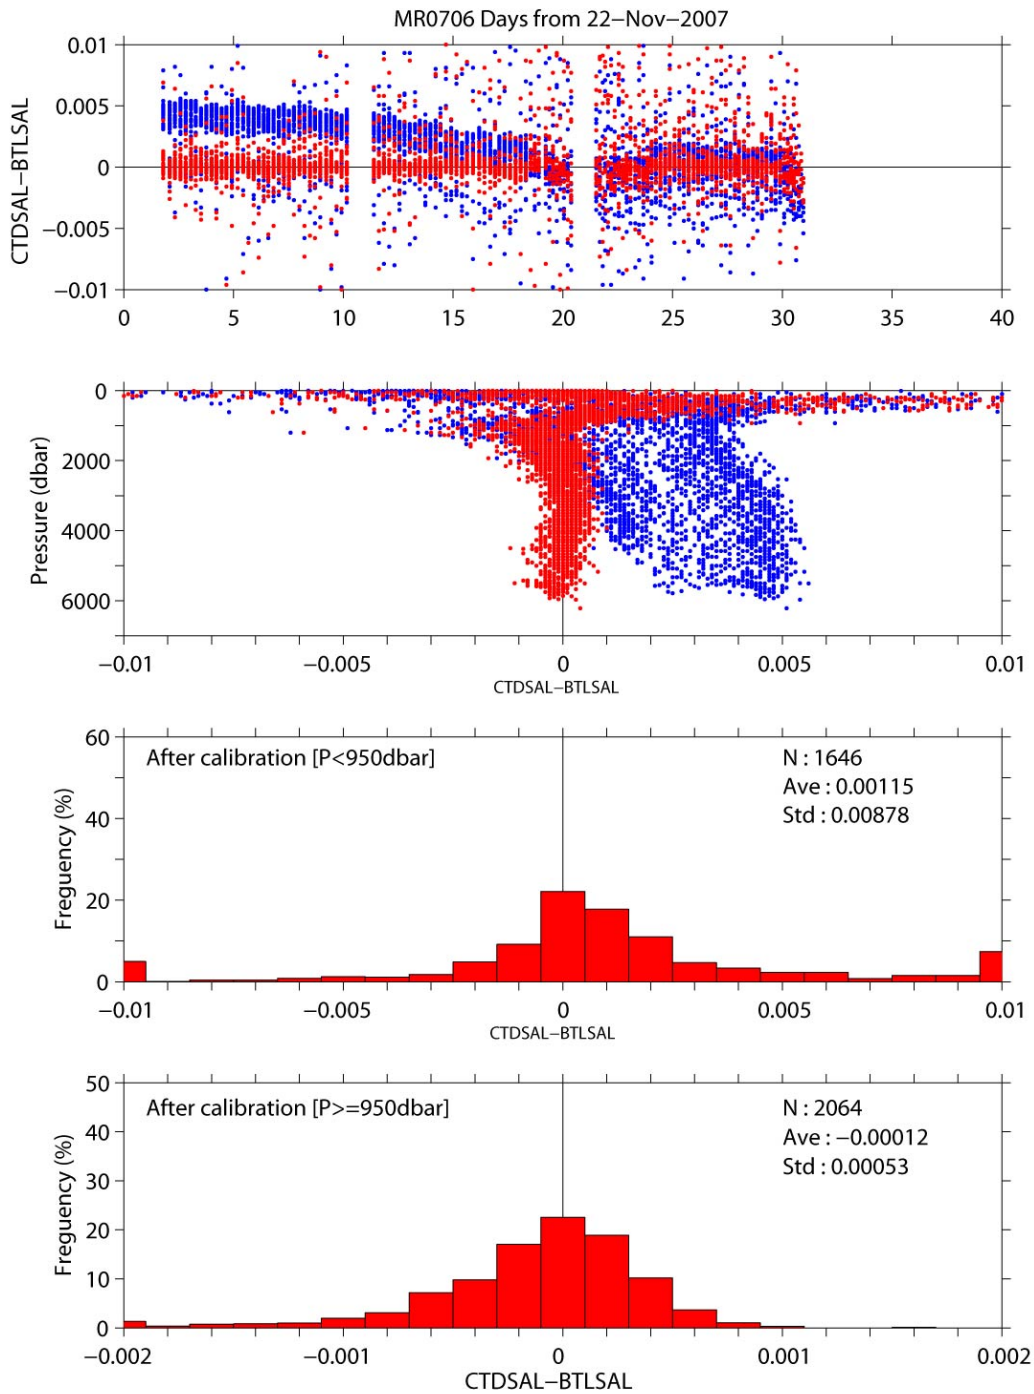 MR0706 Days from 22−Nov−2007
CTDSAL−BTLSAL
0.01
0.005
0
−0.005
−0.01
0 5 10 15 20 25 30 35 40
Pressure (dbar)
0
2000
4000
6000
−0.01 −0.005 0 0.005 0.01
CTDSAL−BTLSAL
Freguency (%)
60
40
20
0
After calibration [P<950dbar]
N : 1646
Ave : 0.00115
Std : 0.00878
−0.01 −0.005 0 0.005 0.01
CTDSAL−BTLSAL
Freguency (%)
50
40
30
20
10
0
After calibration [P>=950dbar]
N : 2064
Ave : −0.00012
Std : 0.00053
−0.002 −0.001 0 0.001 0.002
CTDSAL−BTLSAL